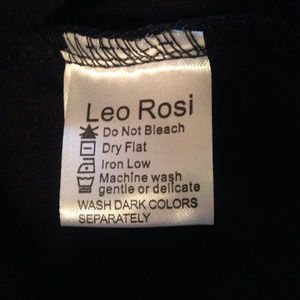 Leo Rosi
Do Not Bleach
Dry Flat
Iron Low
Machine wash
gentle or delicate
WASH DARK COLORS
SEPARATELY